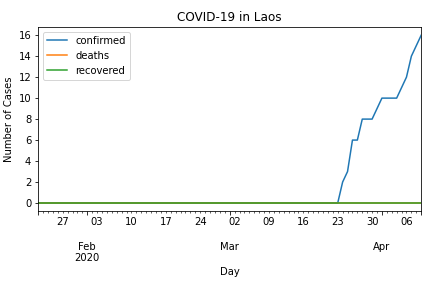 COVID-19 in Laos
confirmed
deaths
recovered
Number of Cases
16
14
12
10
8
6
4
2
0
27 03 10 17 24 02 09 16 23 30 06
Feb Mar Apr
2020
Day